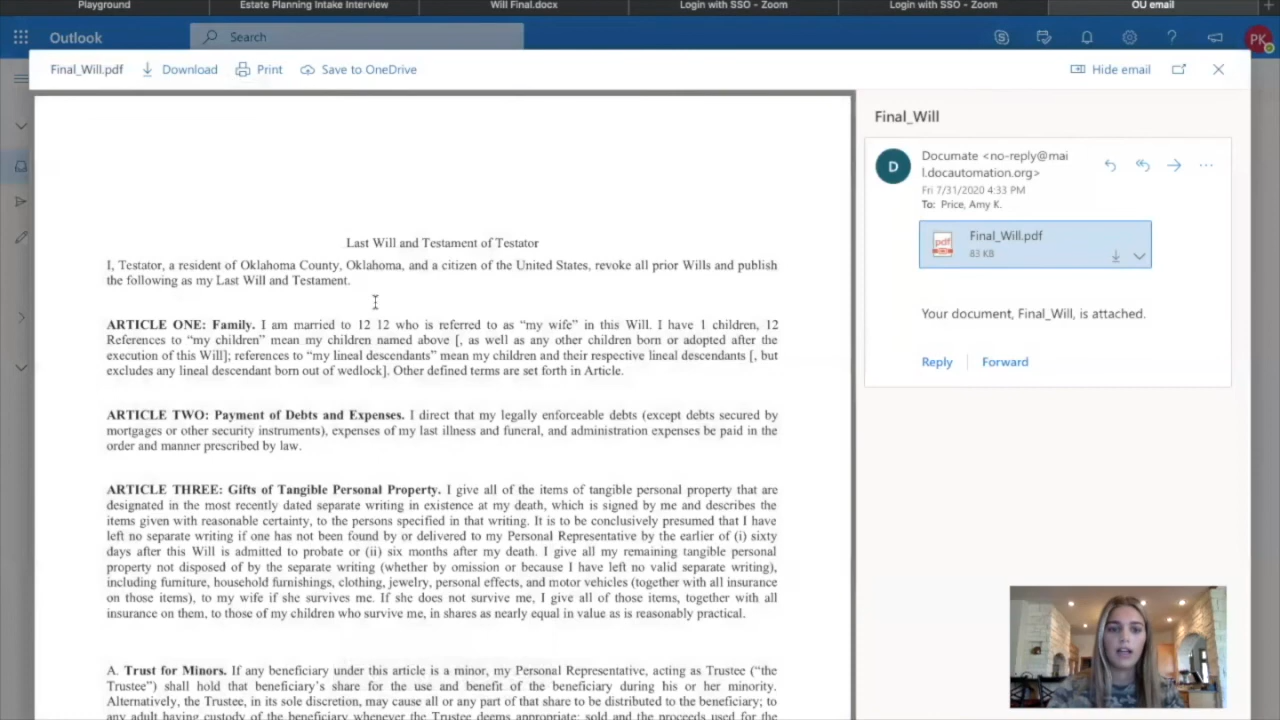 Playground
Estate Planning Intake Interview
Will Final.docx
Login with SSO - Zoom
Login with SSO - Zoom
OU email
Outlook
Search
PK
Final_Will.pdf
Download
Print
Save to OneDrive
Hide email
Last Will and Testament of Testator
I, Testator, a resident of Oklahoma County, Oklahoma, and a citizen of the United States, revoke all prior Wills and publish
the following as my Last Will and Testament.
ARTICLE ONE: Family. I am married to 12 12 who is referred to as “my wife” in this Will. I have 1 children, 12
References to “my children” mean my children named above [, as well as any other children born or adopted after the
execution of this Will]; references to “my lineal descendants” mean my children and their respective lineal descendants [, but
excludes any lineal descendant born out of wedlock]. Other defined terms are set forth in Article.
ARTICLE TWO: Payment of Debts and Expenses. I direct that my legally enforceable debts (except debts secured by
mortgages or other security instruments), expenses of my last illness and funeral, and administration expenses be paid in the
order and manner prescribed by law.
ARTICLE THREE: Gifts of Tangible Personal Property. I give all of the items of tangible personal property that are
designated in the most recently dated separate writing in existence at my death, which is signed by me and describes the
items given with reasonable certainty, to the persons specified in that writing. It is to be conclusively presumed that I have
left no separate writing if one has not been found by or delivered to my Personal Representative by the earlier of (i) sixty
days after this Will is admitted to probate or (ii) six months after my death. I give all my remaining tangible personal
property not disposed of by the separate writing (whether by omission or because I have left no valid separate writing),
including furniture, household furnishings, clothing, jewelry, personal effects, and motor vehicles (together with all insurance
on those items), to my wife if she survives me. If she does not survive me, I give all of those items, together with all
insurance on them, to those of my children who survive me, in shares as nearly equal in value as is reasonably practical.
A. Trust for Minors. If any beneficiary under this article is a minor, my Personal Representative, acting as Trustee (“the
Trustee”) shall hold that beneficiary’s share for the use and benefit of the beneficiary during his or her minority.
Alternatively, the Trustee, in its sole discretion, may cause all or any part of that share to be distributed to the beneficiary; to
any adult having custody of the beneficiary whenever the Trustee deems appropriate; sold and the proceeds used for the
Final_Will
D
Documate <no-reply@mai
l.docautomation.org>
Fri 7/31/2020 4:33 PM
To: Price, Amy K.
pdf
Final_Will.pdf
83 KB
Your document, Final_Will, is attached.
Reply
Forward